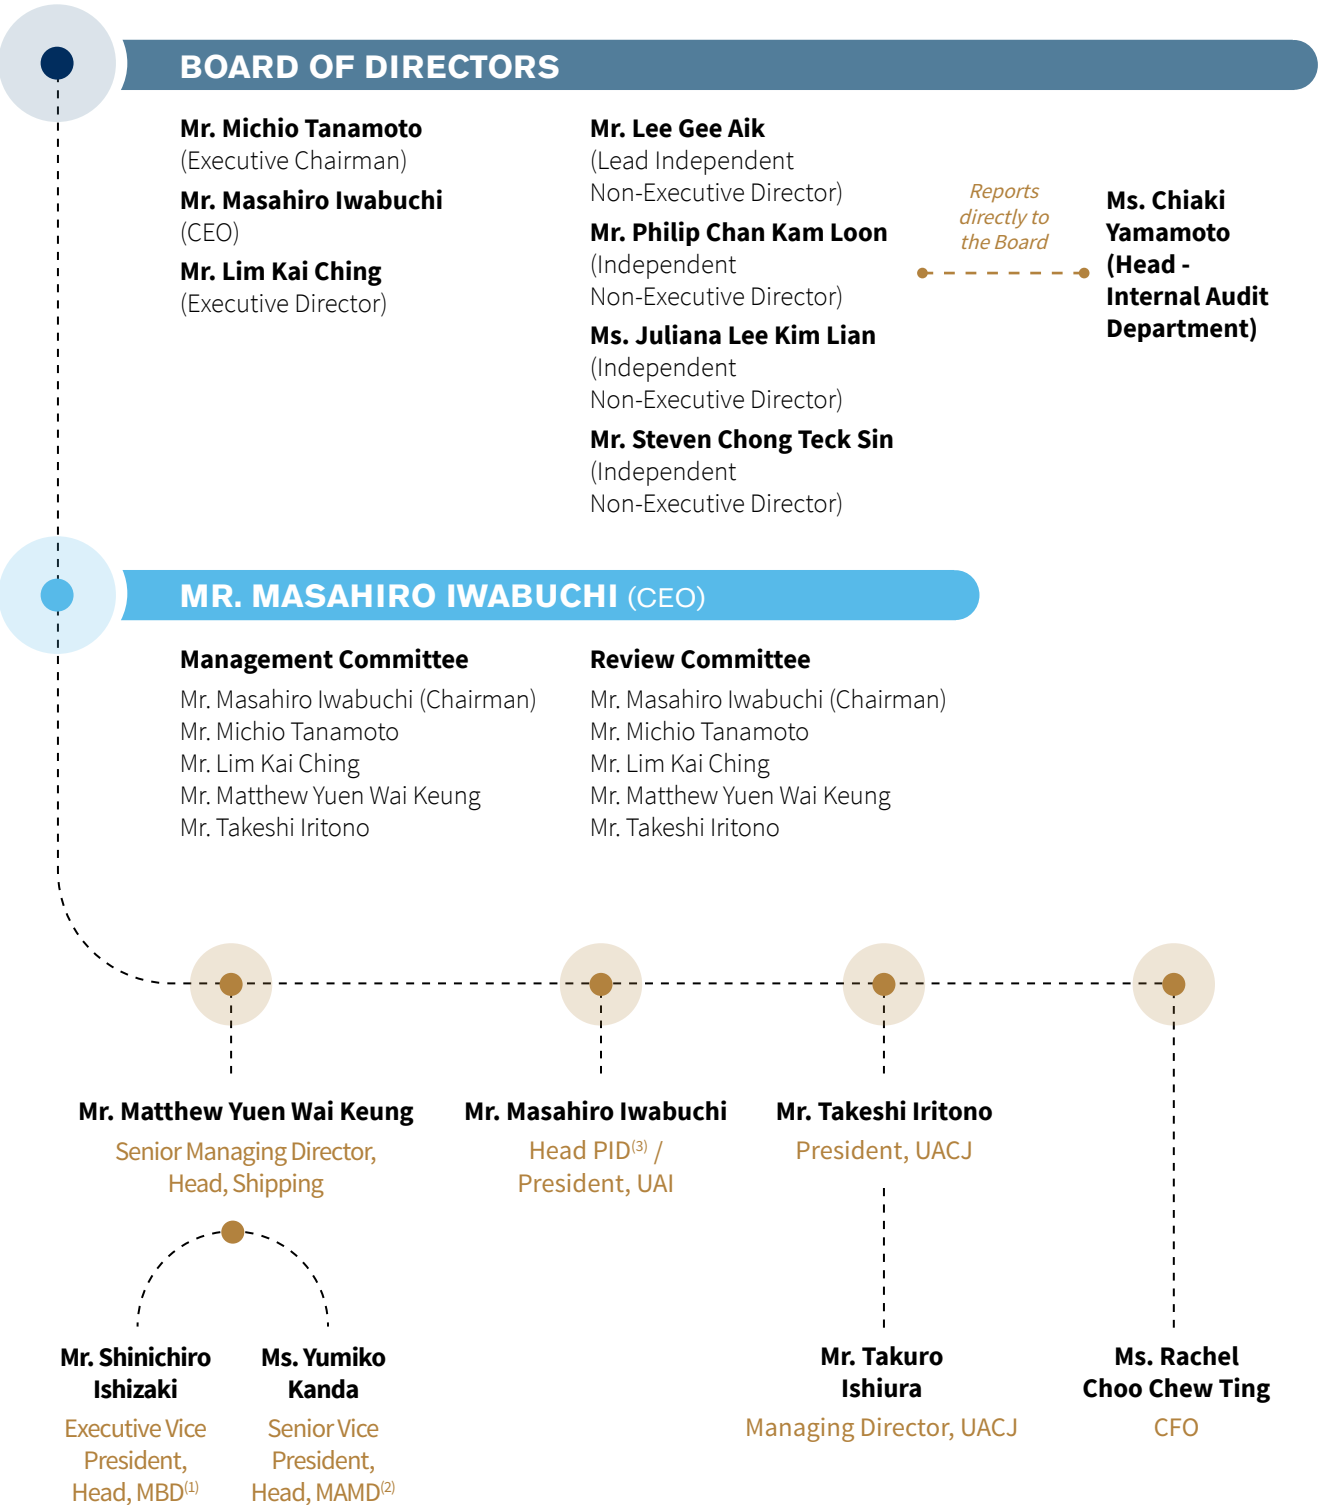 BOARD OF DIRECTORS
Mr. Michio Tanamoto
(Executive Chairman)
Mr. Masahiro Iwabuchi
(CEO)
Mr. Lim Kai Ching
(Executive Director)
Mr. Lee Gee Aik
(Lead Independent
Non-Executive Director)
Mr. Philip Chan Kam Loon
(Independent
Non-Executive Director)
Ms. Juliana Lee Kim Lian
(Independent
Non-Executive Director)
Mr. Steven Chong Teck Sin
(Independent
Non-Executive Director)
Reports
directly to
the Board
Ms. Chiaki
Yamamoto
(Head -
Internal Audit
Department)
MR. MASAHIRO IWABUCHI (CEO)
Management Committee
Mr. Masahiro Iwabuchi (Chairman)
Mr. Michio Tanamoto
Mr. Lim Kai Ching
Mr. Matthew Yuen Wai Keung
Mr. Takeshi Iritono
Review Committee
Mr. Masahiro Iwabuchi (Chairman)
Mr. Michio Tanamoto
Mr. Lim Kai Ching
Mr. Matthew Yuen Wai Keung
Mr. Takeshi Iritono
Mr. Matthew Yuen Wai Keung
Senior Managing Director,
Head, Shipping
Mr. Masahiro Iwabuchi
Head PID(3) /
President, UAI
Mr. Takeshi Iritono
President, UACJ
Mr. Shinichiro
Ishizaki
Executive Vice
President,
Head, MBD(1)
Ms. Yumiko
Kanda
Senior Vice
President,
Head, MAMD(2)
Mr. Takuro
Ishiura
Managing Director, UACJ
Ms. Rachel
Choo Chew Ting
CFO